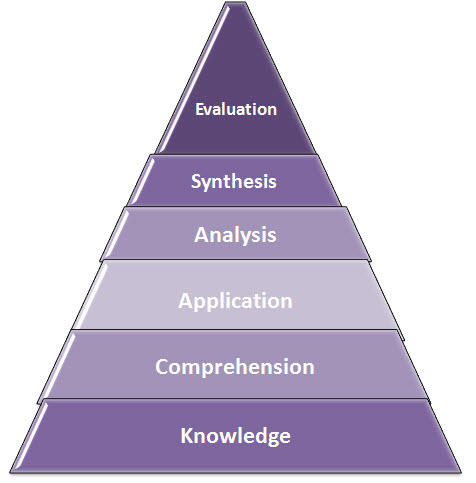 Evaluation
Synthesis
Analysis
Application
Comprehension
Knowledge